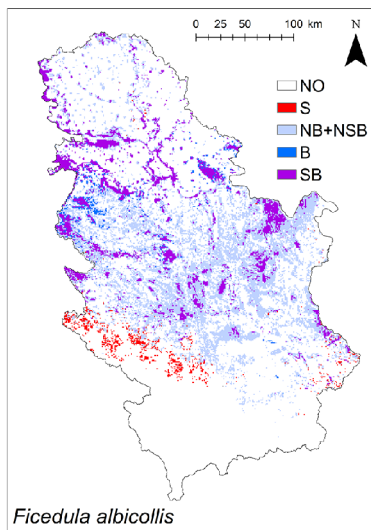 0 25 50 100 km
N
NO
S
NB+NSB
B
SB
Ficedula albicollis